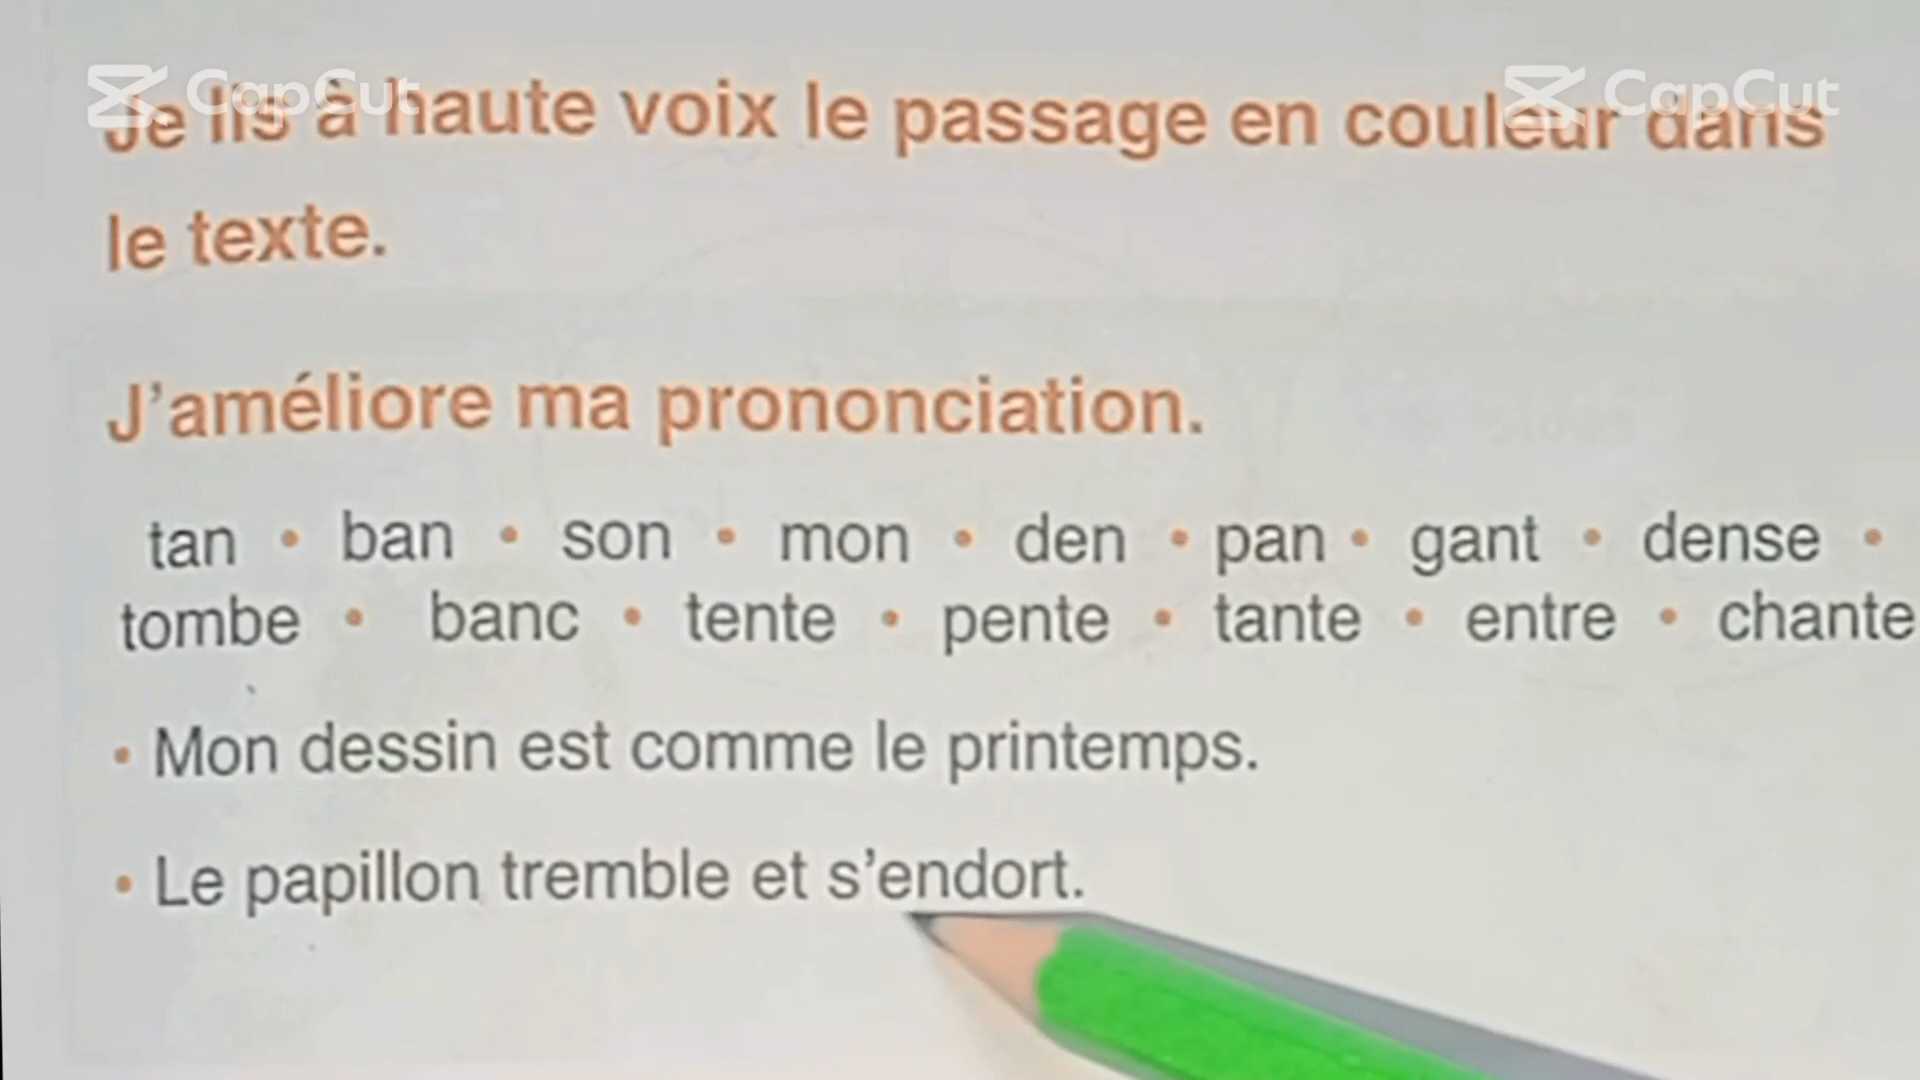 CapCut CapCut
Je lis à haute voix le passage en couleur dans
le texte.
J'améliore ma prononciation.
tan • ban • son • mon • den • pan • gant • dense •
tombe • banc • tente • pente • tante • entre • chante
• Mon dessin est comme le printemps.
• Le papillon tremble et s'endort.